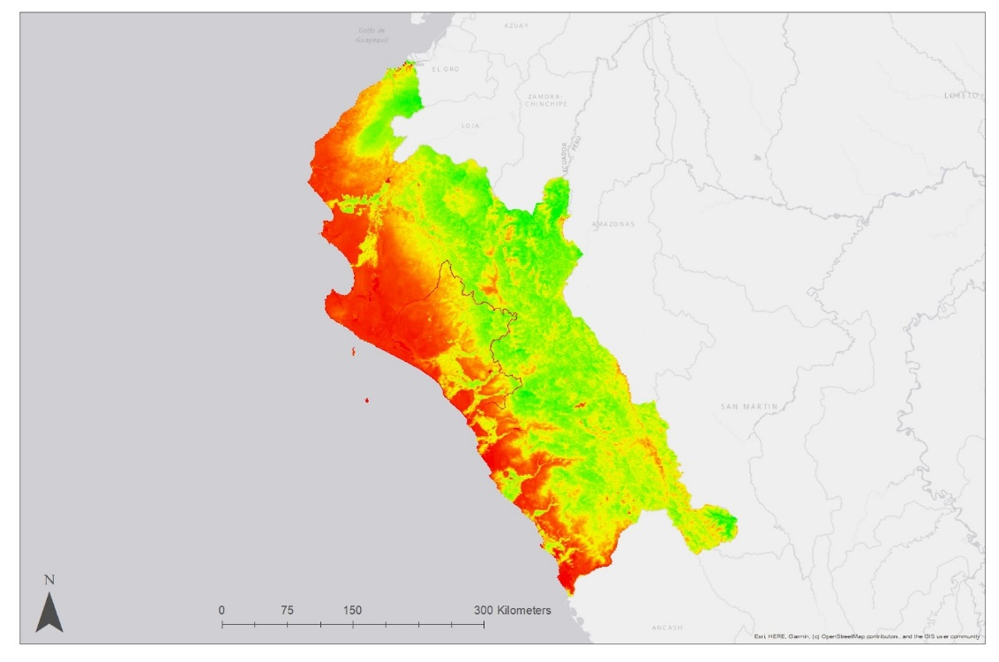 AZUAY
Golfo de
Guayaquil
EL ORO
LORETO
ZAMORA-
CHINCHIPE
LOJA
ECUADOR
PERU
AMAZONAS
SAN MARTIN
N
0 75 150 300 Kilometers
ANCASH
Esri, HERE, Garmin, (c) OpenStreetMap contributors, and the GIS user community